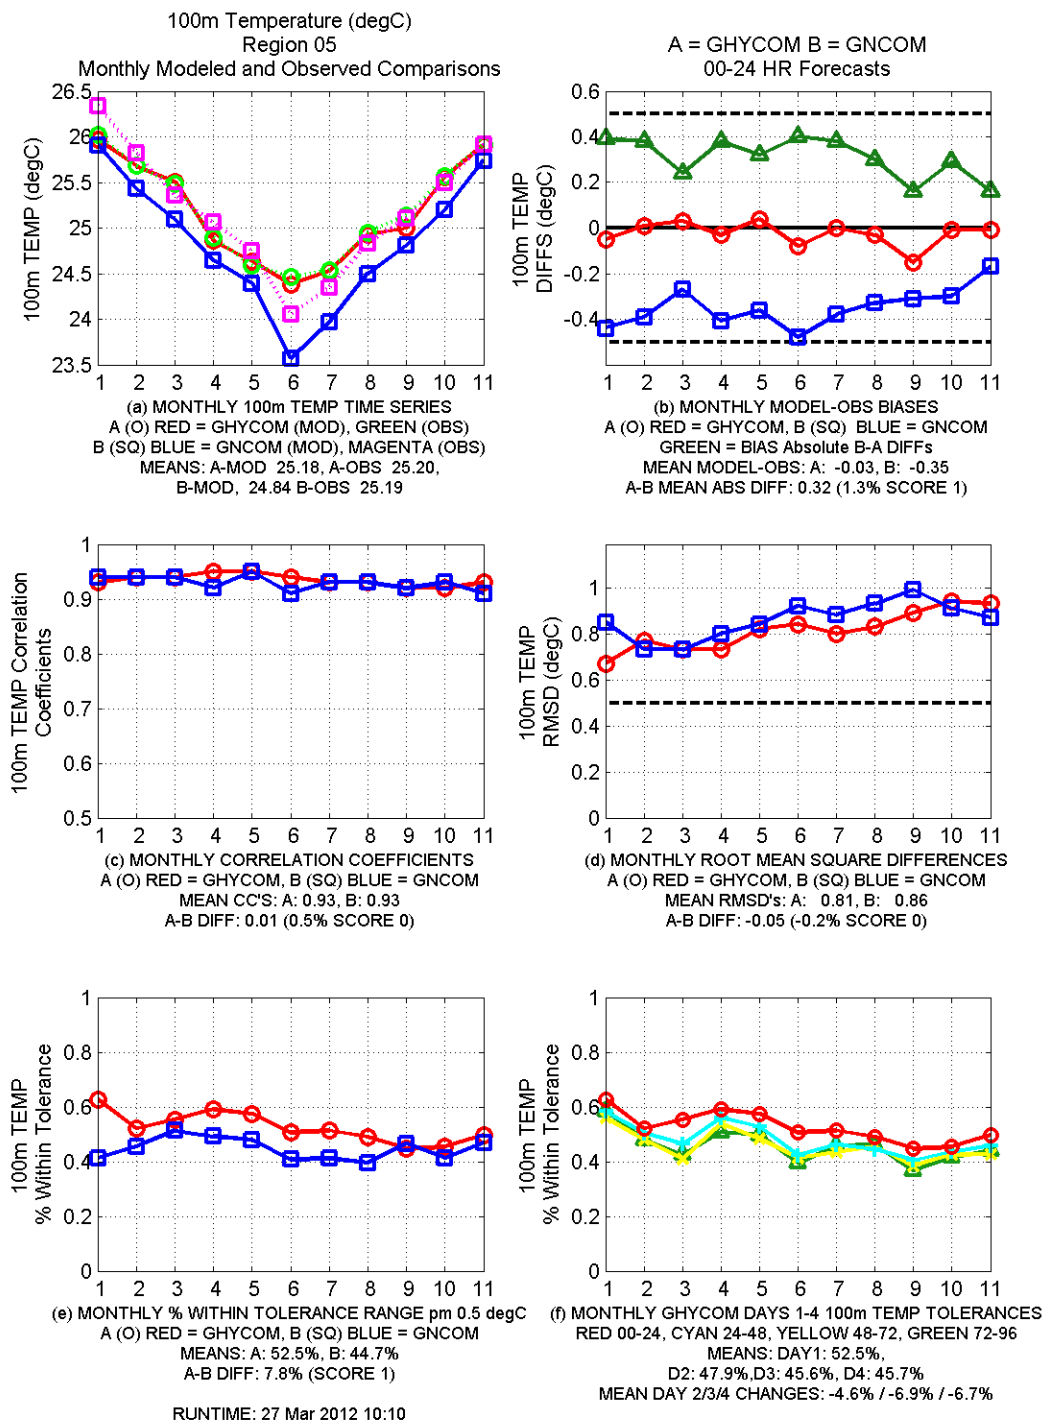 100m Temperature (degC)
Region 05
Monthly Modeled and Observed Comparisons
A = GHYCOM B = GNCOM
00-24 HR Forecasts
100m TEMP (degC)
26.5
26
25.5
25
24.5
24
23.5
1 2 3 4 5 6 7 8 9 10 11
(a) MONTHLY 100m TEMP TIME SERIES
A (O) RED = GHYCOM (MOD), GREEN (OBS)
B (SQ) BLUE = GNCOM (MOD), MAGENTA (OBS)
MEANS: A-MOD 25.18, A-OBS 25.20,
B-MOD, 24.84 B-OBS 25.19
100m TEMP
DIFFS (degC)
0.6
0.4
0.2
0
-0.2
-0.4
1 2 3 4 5 6 7 8 9 10 11
(b) MONTHLY MODEL-OBS BIASES
A (O) RED = GHYCOM, B (SQ) BLUE = GNCOM
GREEN = BIAS Absolute B-A DIFFs
MEAN MODEL-OBS: A: -0.03, B: -0.35
A-B MEAN ABS DIFF: 0.32 (1.3% SCORE 1)
100m TEMP Correlation
Coefficients
1
0.9
0.8
0.7
0.6
0.5
1 2 3 4 5 6 7 8 9 10 11
(c) MONTHLY CORRELATION COEFFICIENTS
A (O) RED = GHYCOM, B (SQ) BLUE = GNCOM
MEAN CC'S: A: 0.93, B: 0.93
A-B DIFF: 0.01 (0.5% SCORE 0)
100m TEMP
RMSD (degC)
1
0.8
0.6
0.4
0.2
0
1 2 3 4 5 6 7 8 9 10 11
(d) MONTHLY ROOT MEAN SQUARE DIFFERENCES
A (O) RED = GHYCOM, B (SQ) BLUE = GNCOM
MEAN RMSD's: A: 0.81, B: 0.86
A-B DIFF: -0.05 (-0.2% SCORE 0)
100m TEMP
% Within Tolerance
1
0.8
0.6
0.4
0.2
0
1 2 3 4 5 6 7 8 9 10 11
(e) MONTHLY % WITHIN TOLERANCE RANGE pm 0.5 degC
A (O) RED = GHYCOM, B (SQ) BLUE = GNCOM
MEANS: A: 52.5%, B: 44.7%
A-B DIFF: 7.8% (SCORE 1)
100m TEMP
% Within Tolerance
1
0.8
0.6
0.4
0.2
0
1 2 3 4 5 6 7 8 9 10 11
(f) MONTHLY GHYCOM DAYS 1-4 100m TEMP TOLERANCES
RED 00-24, CYAN 24-48, YELLOW 48-72, GREEN 72-96
MEANS: DAY1: 52.5%,
D2: 47.9%,D3: 45.6%, D4: 45.7%
MEAN DAY 2/3/4 CHANGES: -4.6% / -6.9% / -6.7%
RUNTIME: 27 Mar 2012 10:10